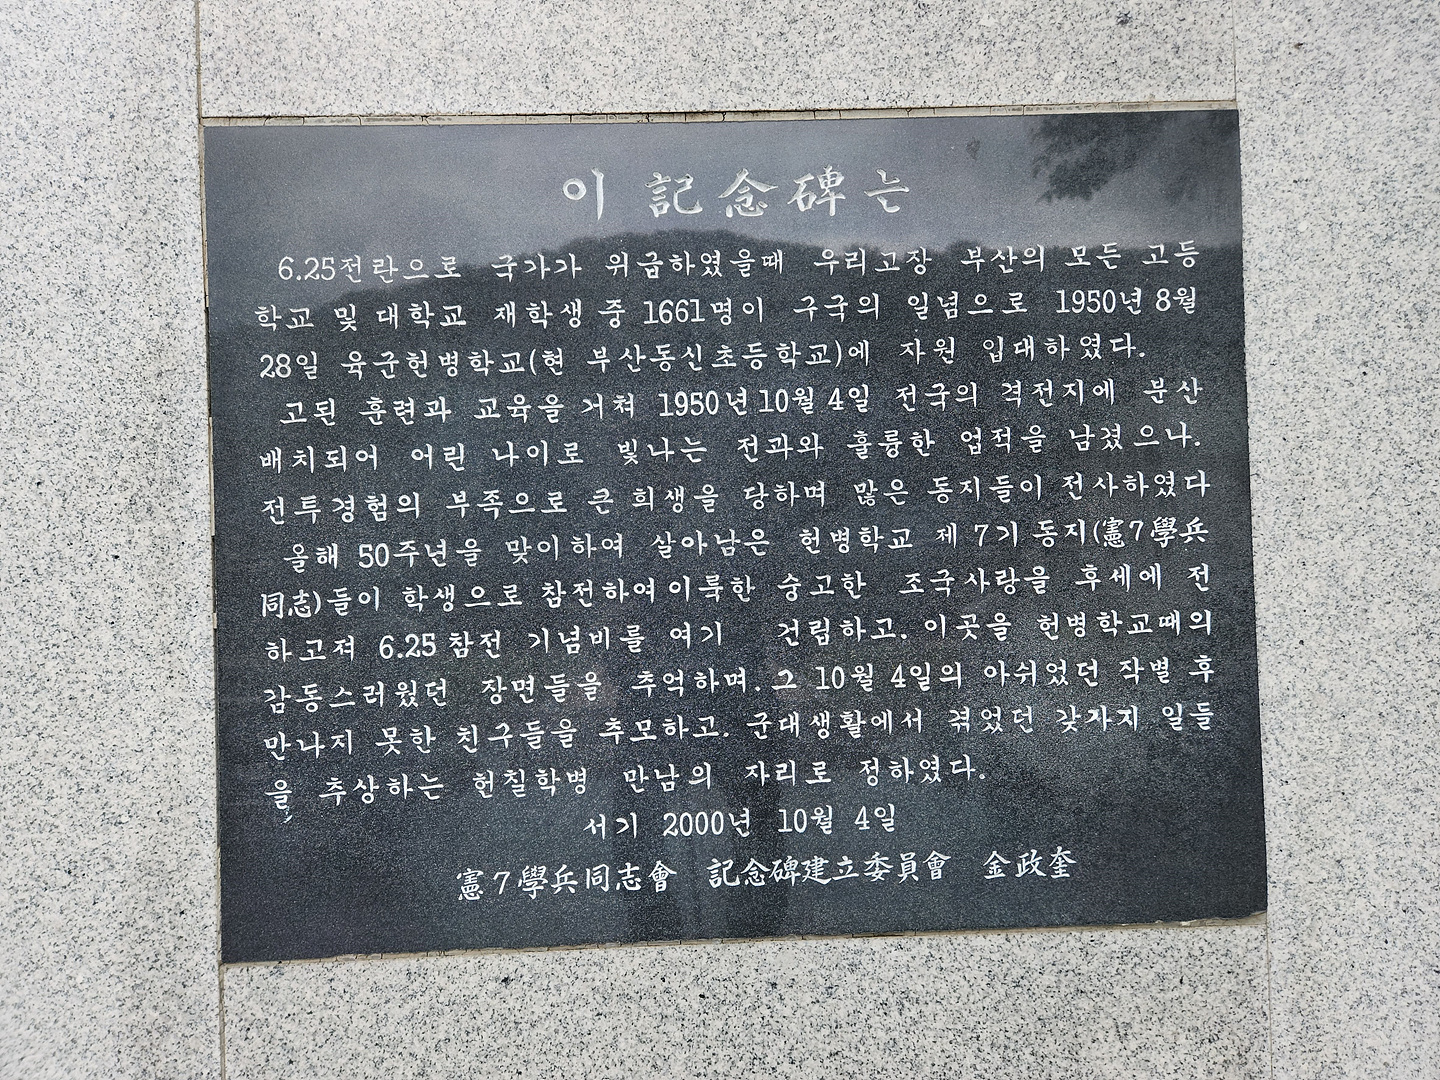 이 記念碑는
6.25전란으로 국가가 위급하였을때 우리고장 부산의 모든 고등
학교 및 대학교 재학생 중 1661명이 구국의 일념으로 1950년 8월
28일 육군헌병학교(현 부산동신초등학교)에 자원 입대하였다.
고된 훈련과 교육을 거쳐 1950년 10월 4일 전국의 격전지에 분산
배치되어 어린 나이로 빛나는 전과와 훌륭한 업적을 남겼으나.
전투경험의 부족으로 큰 희생을 당하며 많은 동지들이 전사하였다
올해 50주년을 맞이하여 살아남은 헌병학교 제 7기 동지(憲7學兵
同志)들이 학생으로 참전하여 이룩한 숭고한 조국사랑을 후세에 전
하고져 6.25 참전 기념비를 여기 건립하고. 이곳을 헌병학교때의
감동스러웠던 장면들을 추억하며. 그 10월 4일의 아쉬었던 작별 후
만나지 못한 친구들을 추모하고. 군대생활에서 겪었던 갖가지 일들
을 추상하는 헌칠학병 만남의 자리로 정하였다.
서기 2000년 10월 4일
憲7學兵同志會 記念碑建立委員會 金政奎